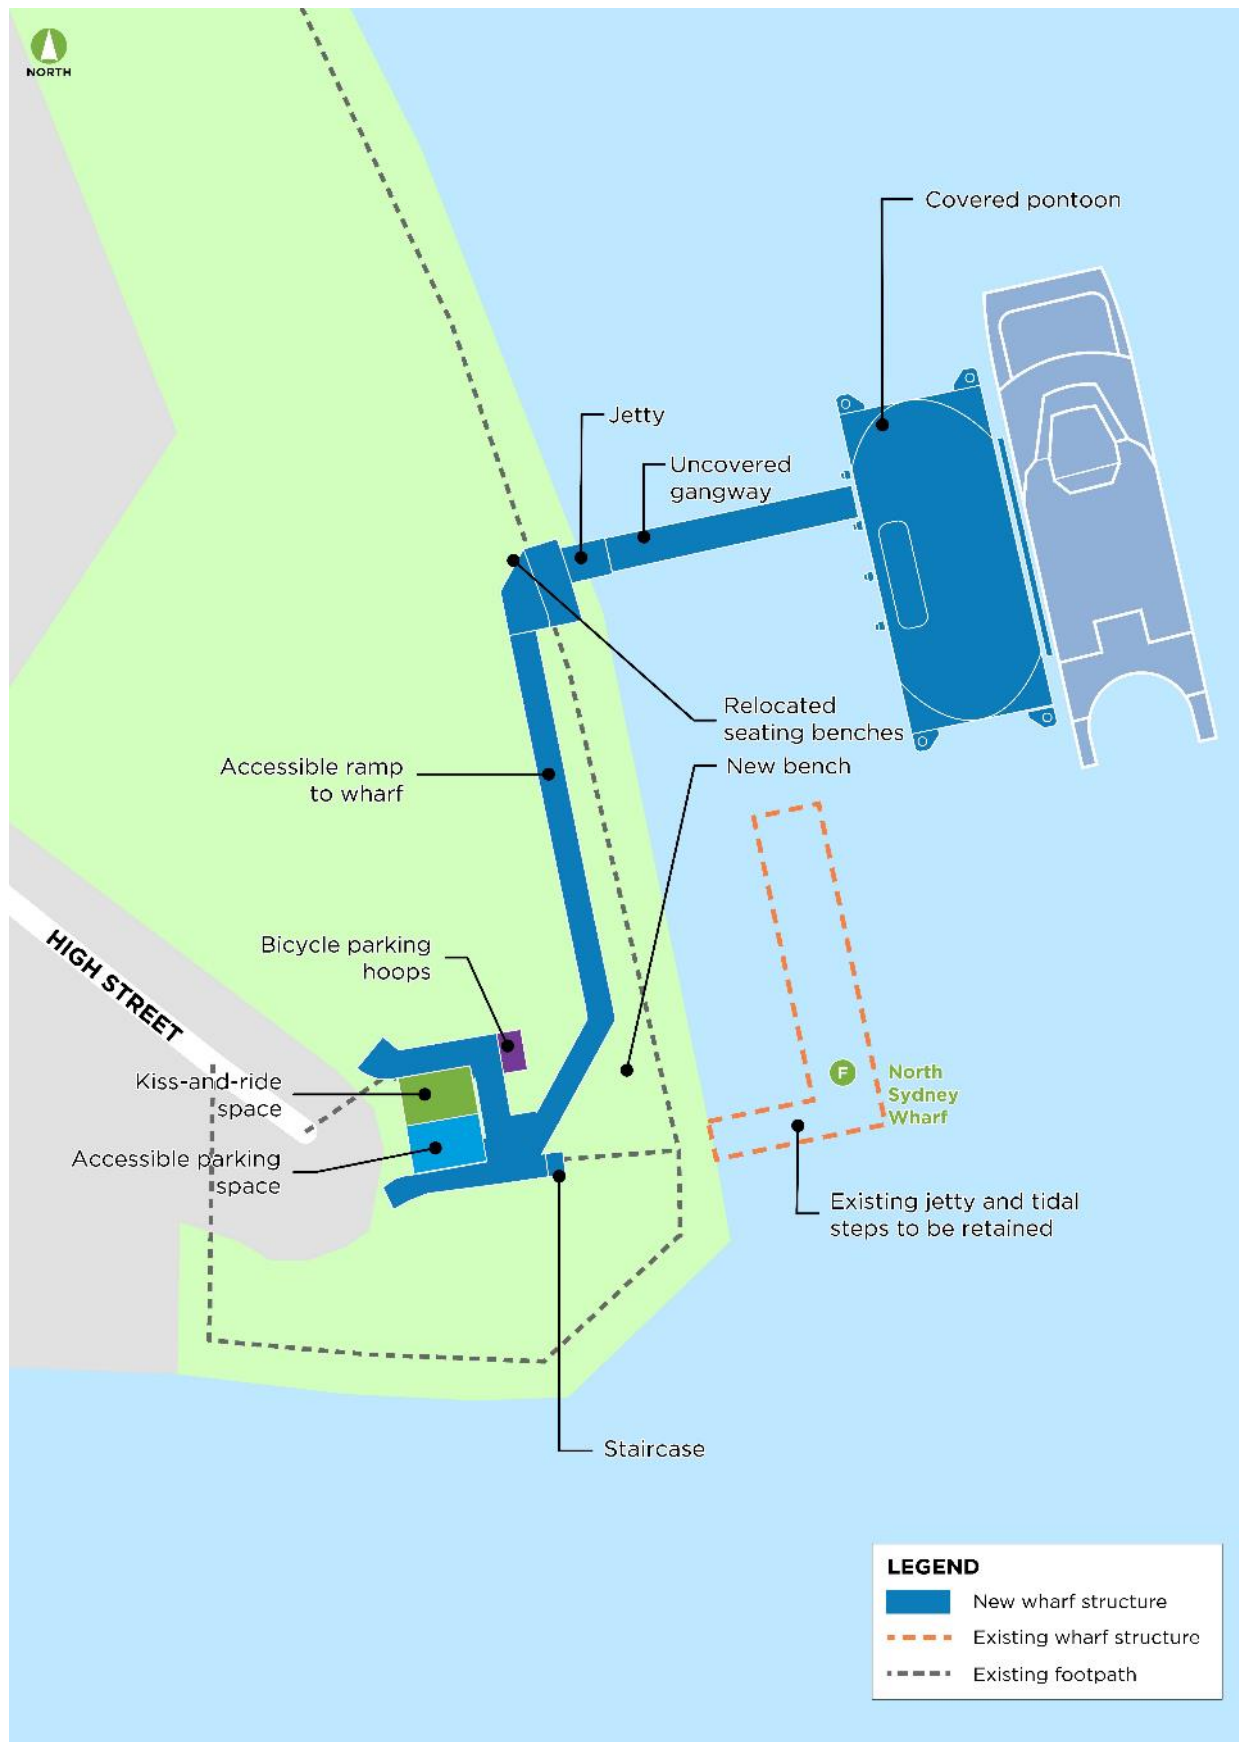 NORTH
Covered pontoon
Jetty
Uncovered
gangway
Relocated
seating benches
New bench
Accessible ramp
to wharf
Bicycle parking
hoops
HIGH STREET
Kiss-and-ride
space
F
North
Sydney
Wharf
Accessible parking
space
Existing jetty and tidal
steps to be retained
Staircase
LEGEND
New wharf structure
Existing wharf structure
Existing footpath